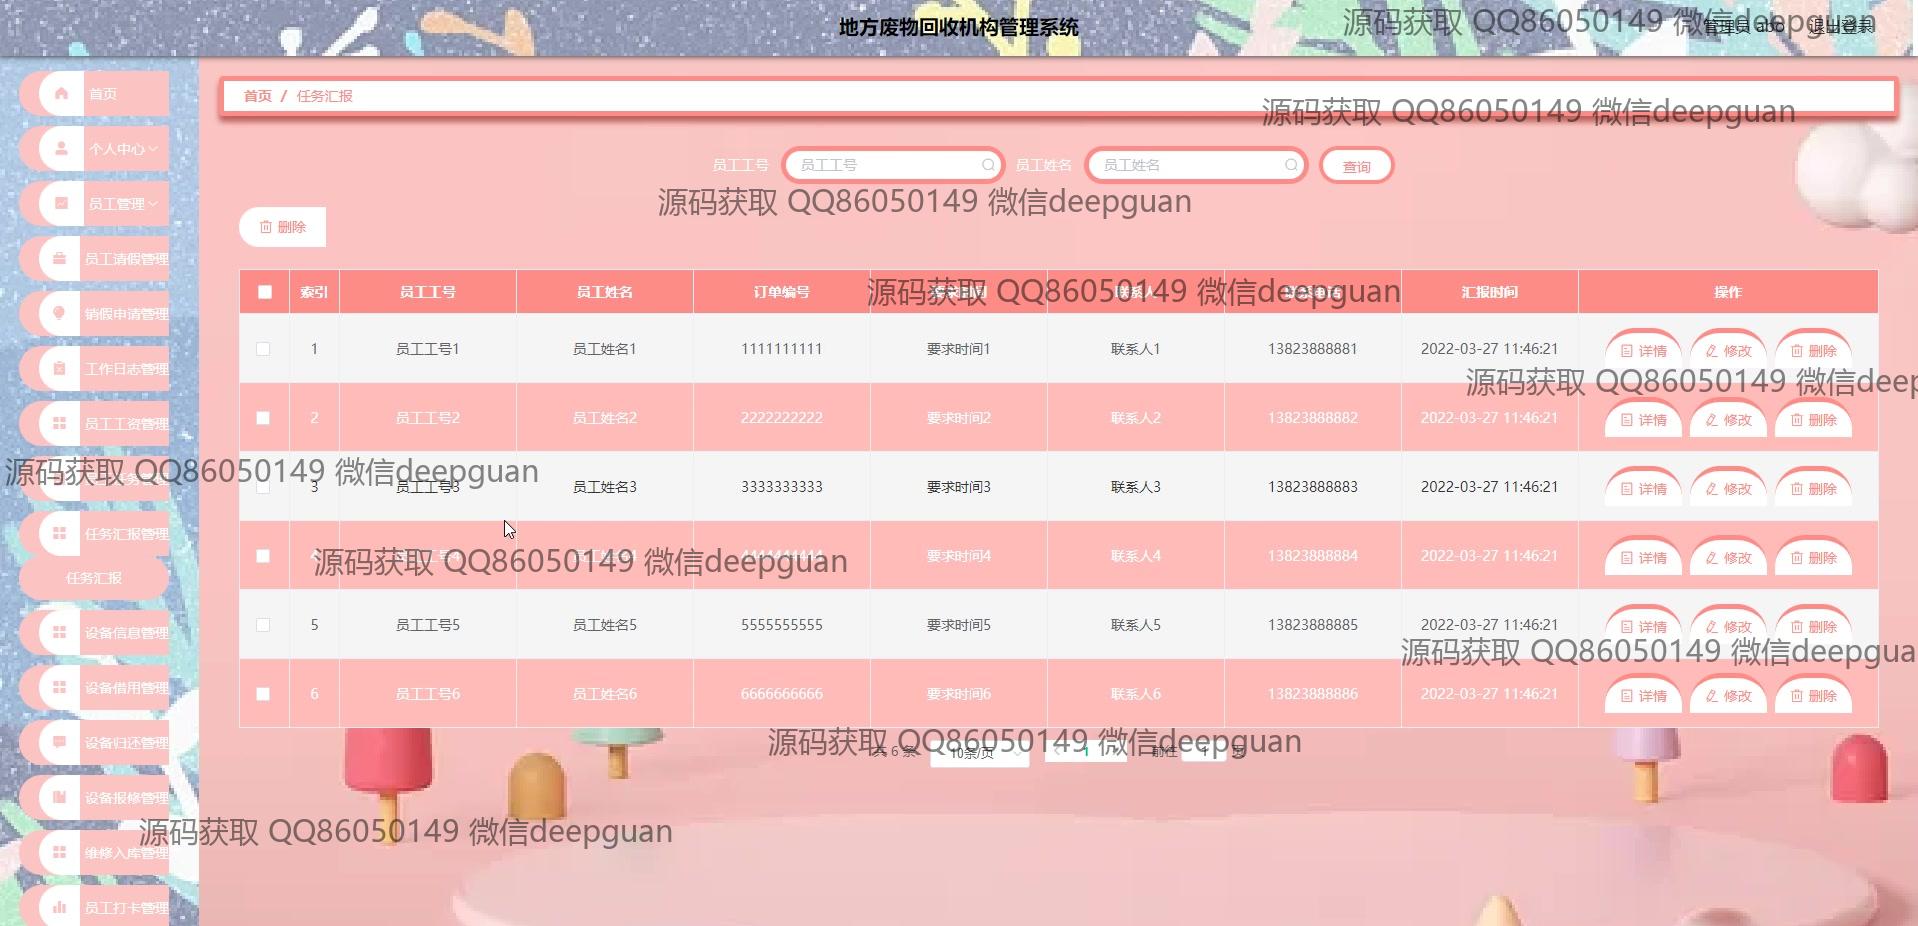 地方废物回收机构管理系统
管理员 abo
退出登录
源码获取 QQ86050149 微信deepguan
首页
个人中心
员工管理
员工请假管理
销假申请管理
工作日志管理
员工工资管理
任务汇报管理
任务汇报
设备信息管理
设备借用管理
设备归还管理
设备报修管理
维修入库管理
员工打卡管理
首页 / 任务汇报
源码获取 QQ86050149 微信deepguan
员工工号 员工工号 员工姓名 员工姓名 查询
源码获取 QQ86050149 微信deepguan
删除
索引 员工工号 员工姓名 订单编号 要求时间 联系人 联系电话 汇报时间 操作
源码获取 QQ86050149 微信deepguan
1 员工工号1 员工姓名1 1111111111 要求时间1 联系人1 13823888881 2022-03-27 11:46:21 详情 修改 删除
源码获取 QQ86050149 微信deep
2 员工工号2 员工姓名2 2222222222 要求时间2 联系人2 13823888882 2022-03-27 11:46:21 详情 修改 删除
源码获取 QQ86050149 微信deepguan
3 员工工号3 员工姓名3 3333333333 要求时间3 联系人3 13823888883 2022-03-27 11:46:21 详情 修改 删除
4 员工工号4 员工姓名4 4444444444 要求时间4 联系人4 13823888884 2022-03-27 11:46:21 详情 修改 删除
源码获取 QQ86050149 微信deepguan
5 员工工号5 员工姓名5 5555555555 要求时间5 联系人5 13823888885 2022-03-27 11:46:21 详情 修改 删除
源码获取 QQ86050149 微信deepgua
6 员工工号6 员工姓名6 6666666666 要求时间6 联系人6 13823888886 2022-03-27 11:46:21 详情 修改 删除
共 6 条 10条/页 1 前往 1 页
源码获取 QQ86050149 微信deepguan
源码获取 QQ86050149 微信deepguan